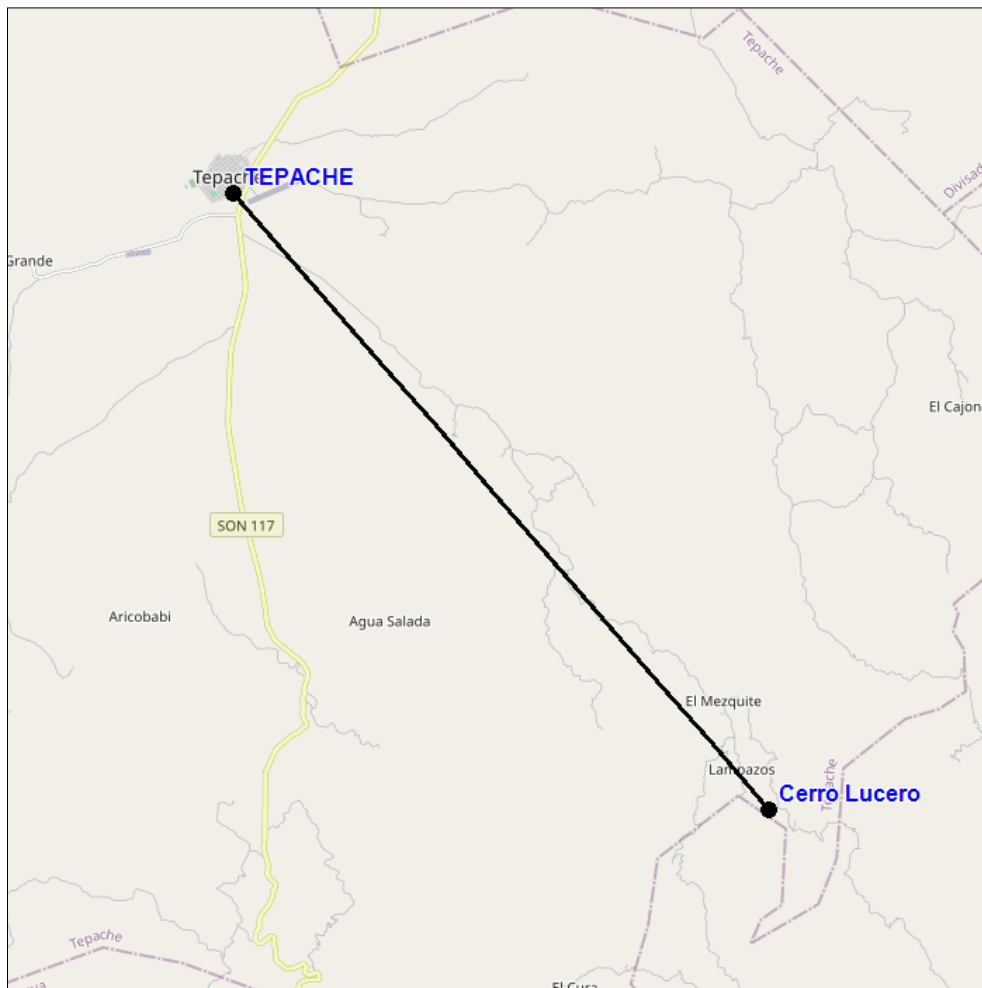 Tepache
Divisad
Tepache
TEPACHE
Grande
El Cajon
SON 117
Aricobabi
Agua Salada
El Mezquite
Lampazos
Tepache
Cerro Lucero
Tepache
El Cura